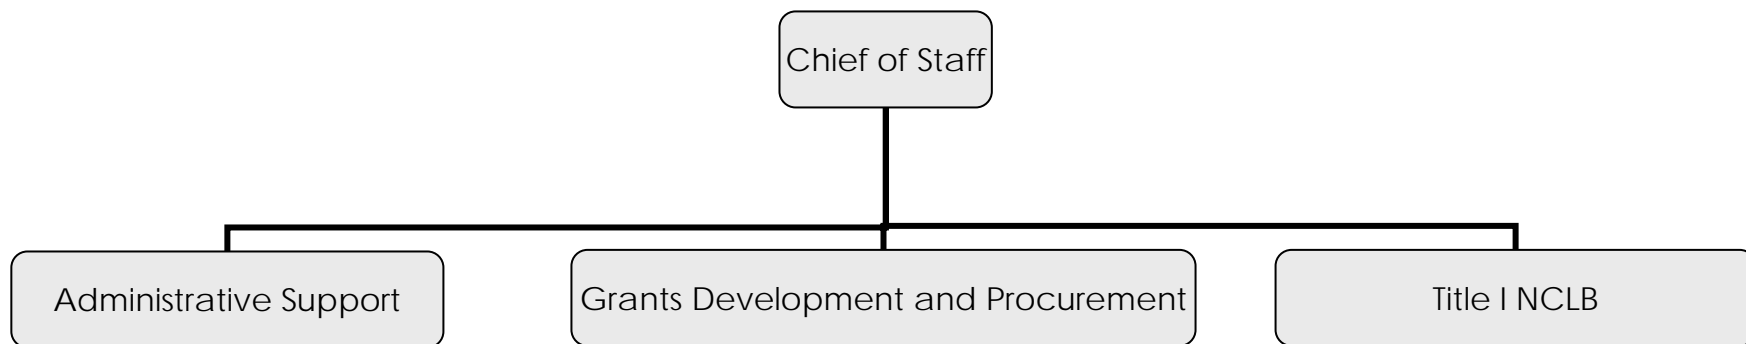 Chief of Staff
Administrative Support
Grants Development and Procurement
Title I NCLB